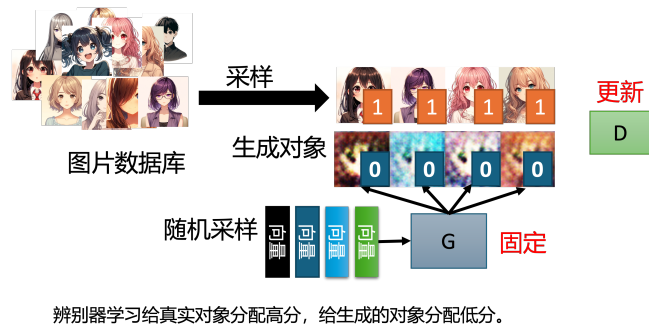 采样
1 1 1 1
更新
D
图片数据库
生成对象
0 0 0 0
随机采样
向量 向量 向量 向量
G
固定
辨别器学习给真实对象分配高分，给生成的对象分配低分。